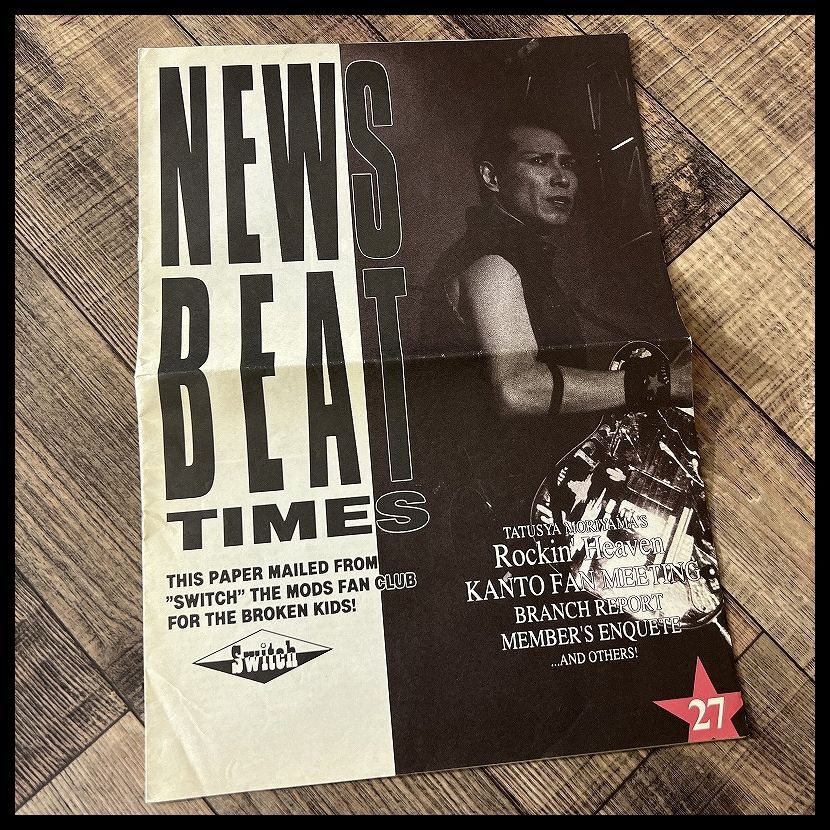 NEWS
BEAT
TIMES
THIS PAPER MAILED FROM
"SWITCH" THE MODS FAN CLUB
FOR THE BROKEN KIDS!
Switch
TATUSYA MORIYAMA'S
Rockin' Heaven
KANTO FAN MEETING
BRANCH REPORT
MEMBER'S ENQUETE
...AND OTHERS!
27